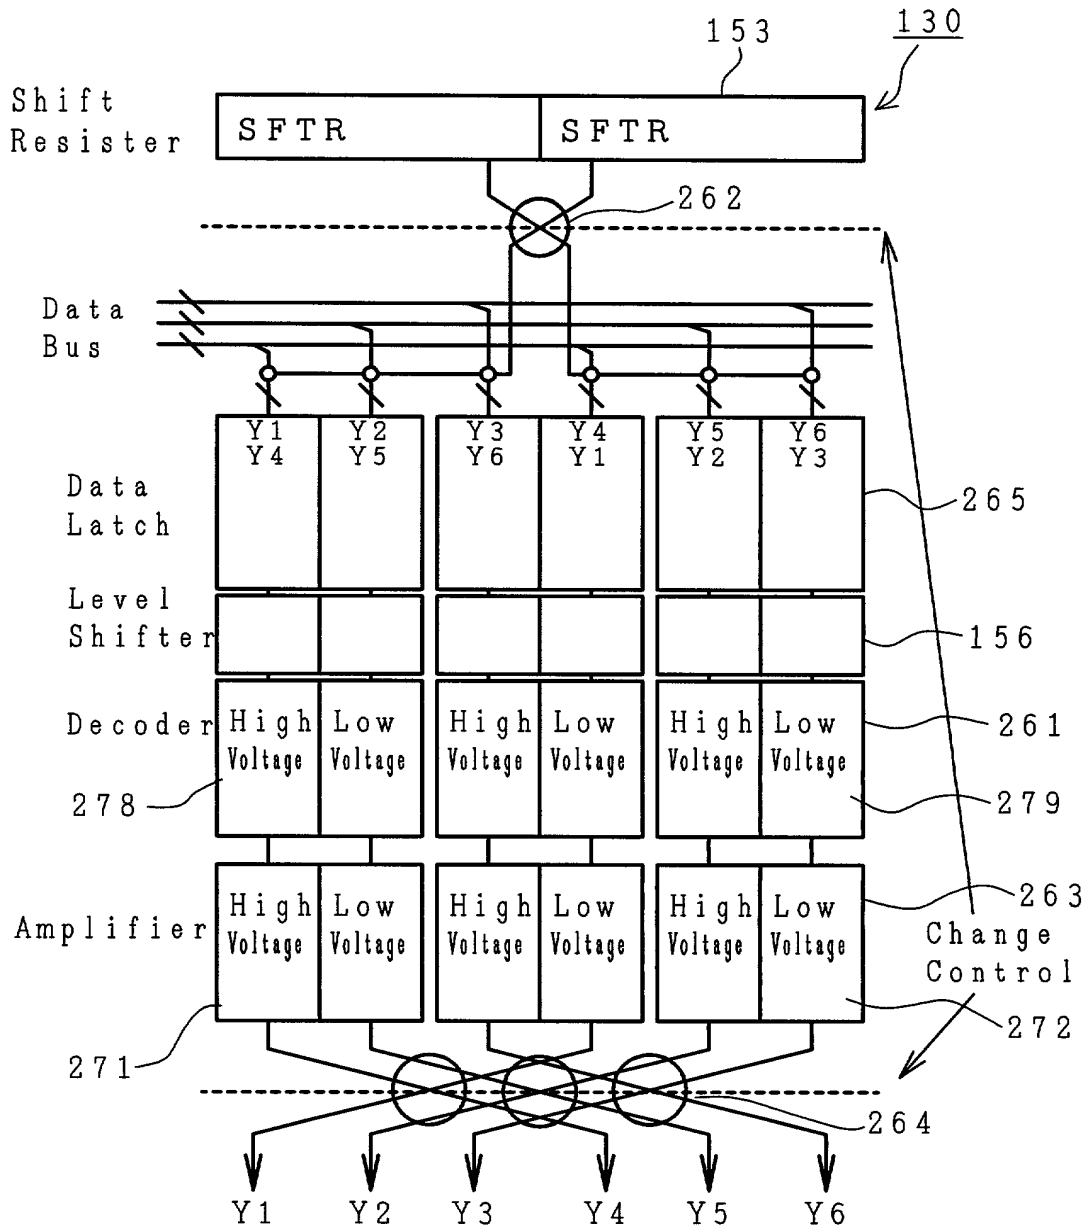 153
130
Shift
Resister
SFTR SFTR
262
Data
Bus
Y1 Y2 Y3 Y4 Y5 Y6
Y4 Y5 Y6 Y1 Y2 Y3
Data
Latch
265
Level
Shifter
156
Decoder
High Low High Low High Low
Voltage Voltage Voltage Voltage Voltage Voltage
261
278
279
Amplifier
High Low High Low High Low
Voltage Voltage Voltage Voltage Voltage Voltage
263
Change
Control
271
272
264
Y1 Y2 Y3 Y4 Y5 Y6